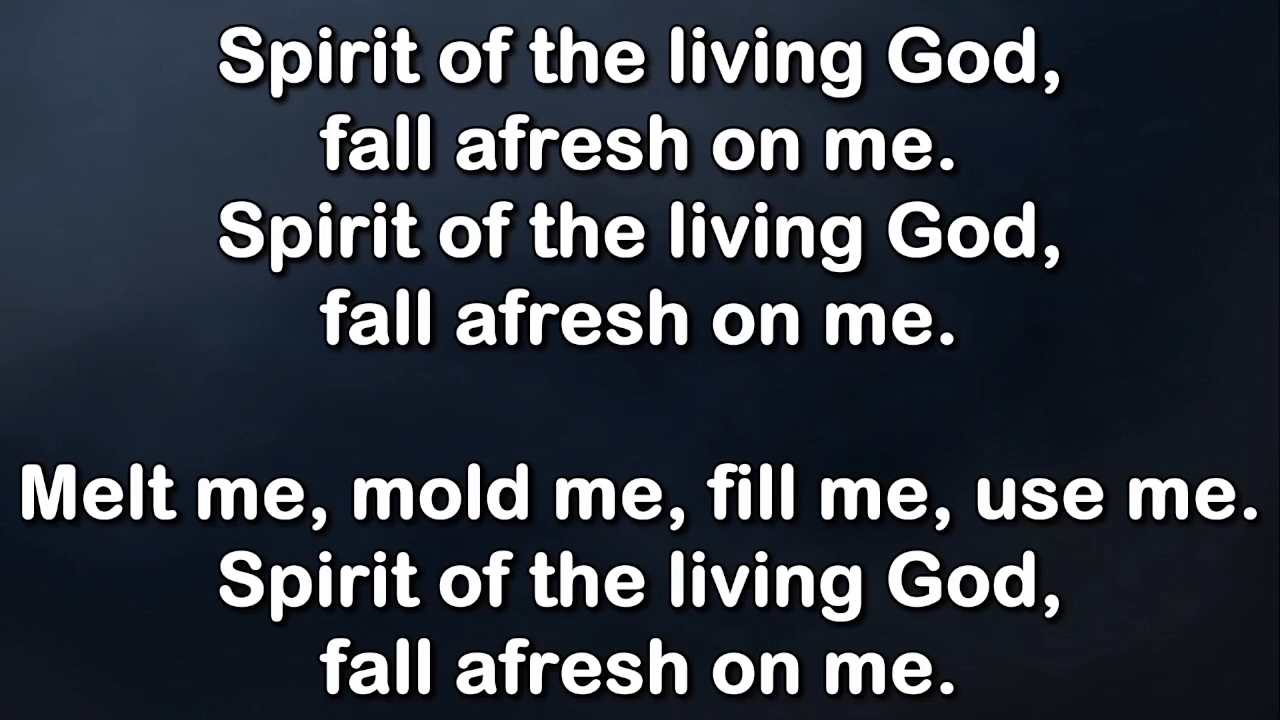 Spirit of the living God,
fall afresh on me.
Spirit of the living God,
fall afresh on me.
Melt me, mold me, fill me, use me.
Spirit of the living God,
fall afresh on me.